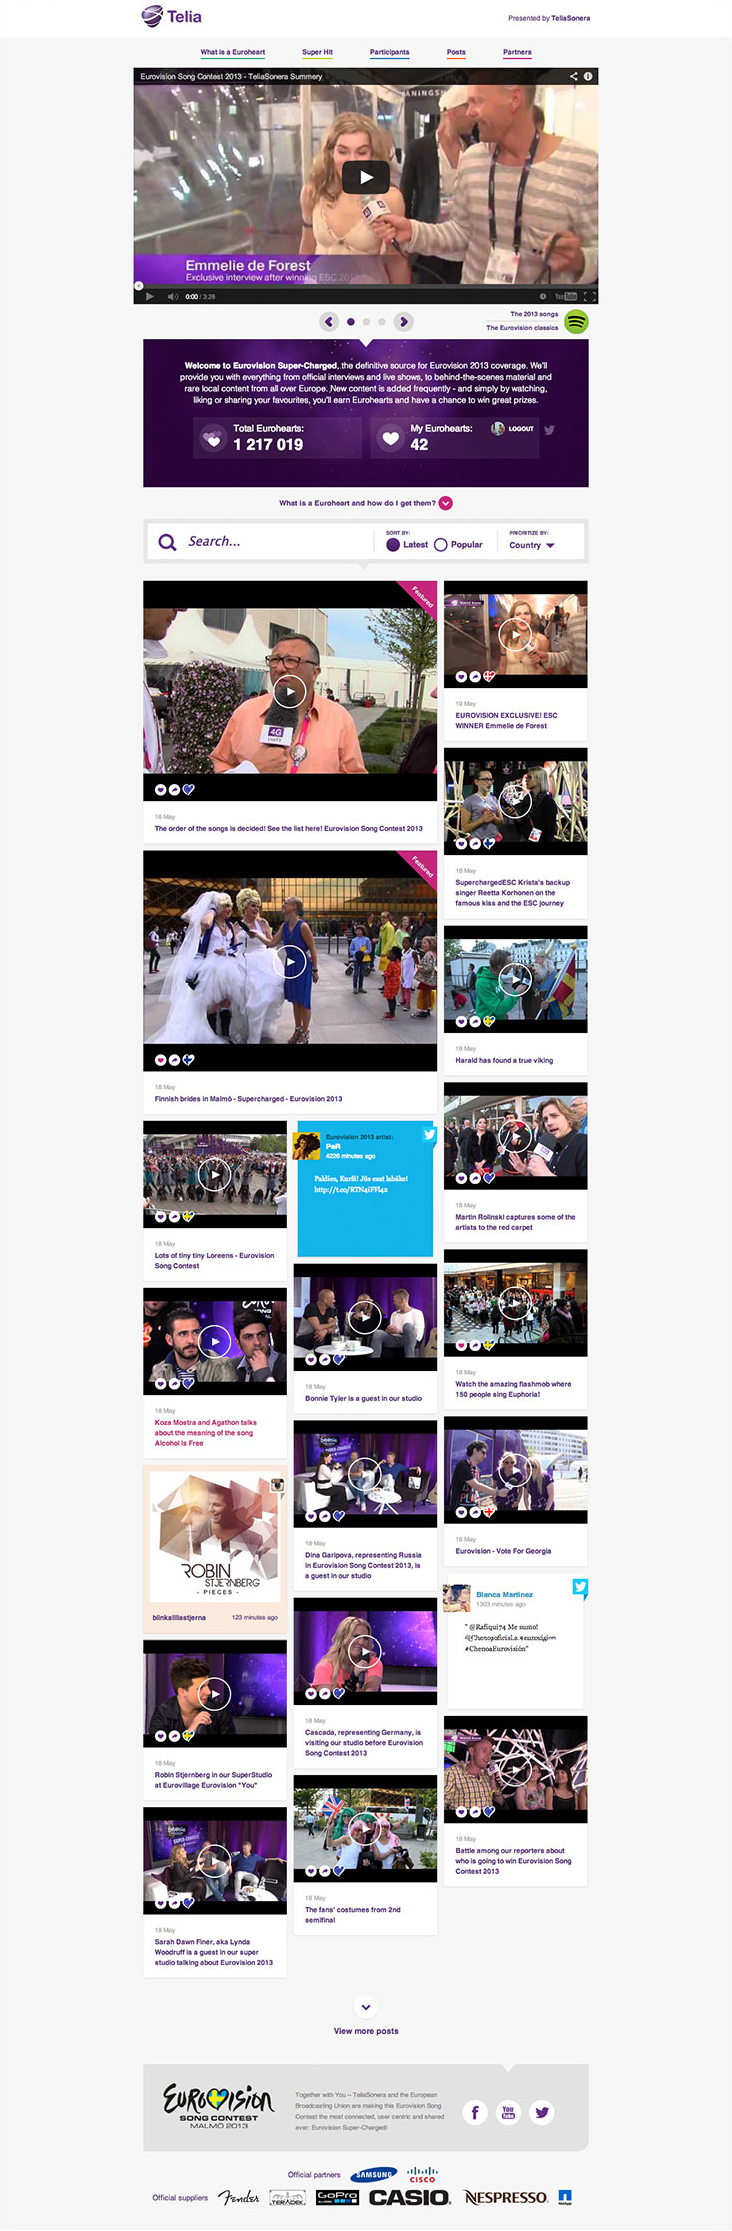 Telia
Presented by TeliaSonera
What is a Euroheart
Super Hit
Participants
Posts
Partners
Eurovision Song Contest 2013 - TeliaSonera Summery
ÄNINGSH
Emmelie de Forest
Exclusive interview after winning ESC 2013
0:00 / 3:28
YouTube
The 2013 songs
The Eurovision classics
Welcome to Eurovision Super-Charged, the definitive source for Eurovision 2013 coverage. We'll
provide you with everything from official interviews and live shows, to behind-the-scenes material and
rare local content from all over Europe. New content is added frequently - and simply by watching,
liking or sharing your favourites, you'll earn Eurohearts and have a chance to win great prizes.
Total Eurohearts:
1 217 019
My Eurohearts:
42
LOGOUT
What is a Euroheart and how do I get them?
Search...
SORT BY:
Latest
Popular
PRIORITIZE BY:
Country
Featured
4G
18 May
The order of the songs is decided! See the list here! Eurovision Song Contest 2013
19 May
EUROVISION EXCLUSIVE! ESC
WINNER Emmelie de Forest
18 May
SuperchargedESC Krista's backup
singer Reetta Korhonen on the
famous kiss and the ESC journey
Featured
18 May
Finnish brides in Malmö - Supercharged - Eurovision 2013
18 May
Harald has found a true viking
18 May
Martin Rolinski captures some of the
artists to the red carpet
18 May
Lots of tiny tiny Loreens - Eurovision
Song Contest
Eurovision 2013 artist:
PeR
4226 minutes ago
Paldies, Kurši! Jūs esat labākc!
http://t.co/RTN4iFFl42
18 May
Bonnie Tyler is a guest in our studio
18 May
Watch the amazing flashmob where
150 people sing Euphoria!
18 May
Koza Mostra and Agathon talks
about the meaning of the song
Alcohol Is Free
18 May
Dina Garipova, representing Russia
in Eurovision Song Contest 2013, is
a guest in our studio
18 May
Eurovision - Vote For Georgia
ROBIN
STJERNBERG
- PIECES -
blinkalillastjerna
123 minutes ago
Blanca Martinez
1303 minutes ago
" @Rafiqui74 Me sumo!
#ChenoaEurovisión"
18 May
Robin Stjernberg in our SuperStudio
at Eurovillage Eurovision "You"
18 May
Cascada, representing Germany, is
visiting our studio before Eurovision
Song Contest 2013
18 May
Battle among our reporters about
who is going to win Eurovision Song
Contest 2013
18 May
Sarah Dawn Finer, aka Lynda
Woodruff is a guest in our super
studio talking about Eurovision 2013
18 May
The fans' costumes from 2nd
semifinal
View more posts
EUROVISION
SONG CONTEST
MALMÖ 2013
Together with You – TeliaSonera and the European
Broadcasting Union are making this Eurovision Song
Contest the most connected, user centric and shared
ever: Eurovision Super-Charged!
f
You
Tube
Official partners
SAMSUNG
CISCO
Official suppliers
Fender
TERADEK
GoPro
CASIO
NESPRESSO
NetApp